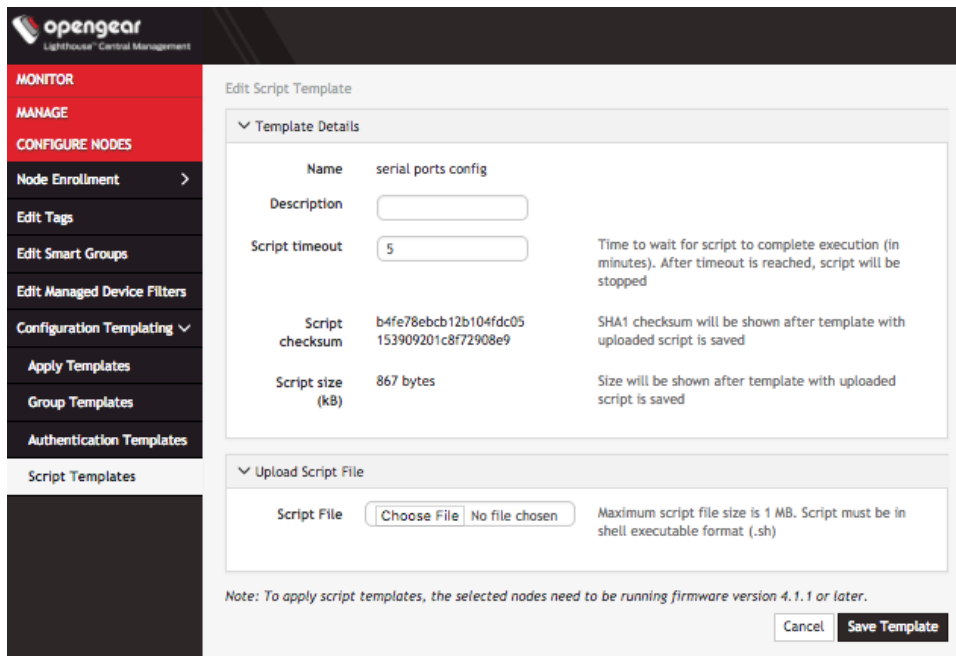 opengear
Lighthouse™ Central Management
MONITOR
MANAGE
CONFIGURE NODES
Node Enrollment
Edit Tags
Edit Smart Groups
Edit Managed Device Filters
Configuration Templating
Apply Templates
Group Templates
Authentication Templates
Script Templates
Edit Script Template
Template Details
Name
serial ports config
Description
Script timeout
5
Time to wait for script to complete execution (in
minutes). After timeout is reached, script will be
stopped
Script
checksum
b4fe78ebcb12b104fdc05
153909201c8f72908e9
SHA1 checksum will be shown after template with
uploaded script is saved
Script size
(kB)
867 bytes
Size will be shown after template with uploaded
script is saved
Upload Script File
Script File
Choose File
No file chosen
Maximum script file size is 1 MB. Script must be in
shell executable format (.sh)
Note: To apply script templates, the selected nodes need to be running firmware version 4.1.1 or later.
Cancel
Save Template